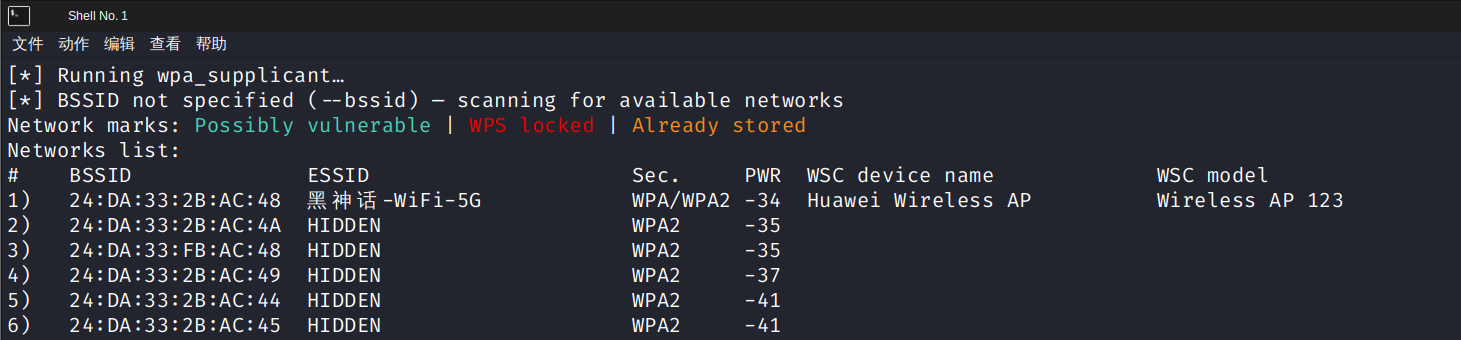 Shell No. 1
文件 动作 编辑 查看 帮助
[*] Running wpa_supplicant…
[*] BSSID not specified (--bssid) — scanning for available networks
Network marks: Possibly vulnerable | WPS locked | Already stored
Networks list:
# BSSID ESSID Sec. PWR WSC device name WSC model
1) 24:DA:33:2B:AC:48 黑神话-WiFi-5G WPA/WPA2 -34 Huawei Wireless AP Wireless AP 123
2) 24:DA:33:2B:AC:4A HIDDEN WPA2 -35
3) 24:DA:33:FB:AC:48 HIDDEN WPA2 -35
4) 24:DA:33:2B:AC:49 HIDDEN WPA2 -37
5) 24:DA:33:2B:AC:44 HIDDEN WPA2 -41
6) 24:DA:33:2B:AC:45 HIDDEN WPA2 -41